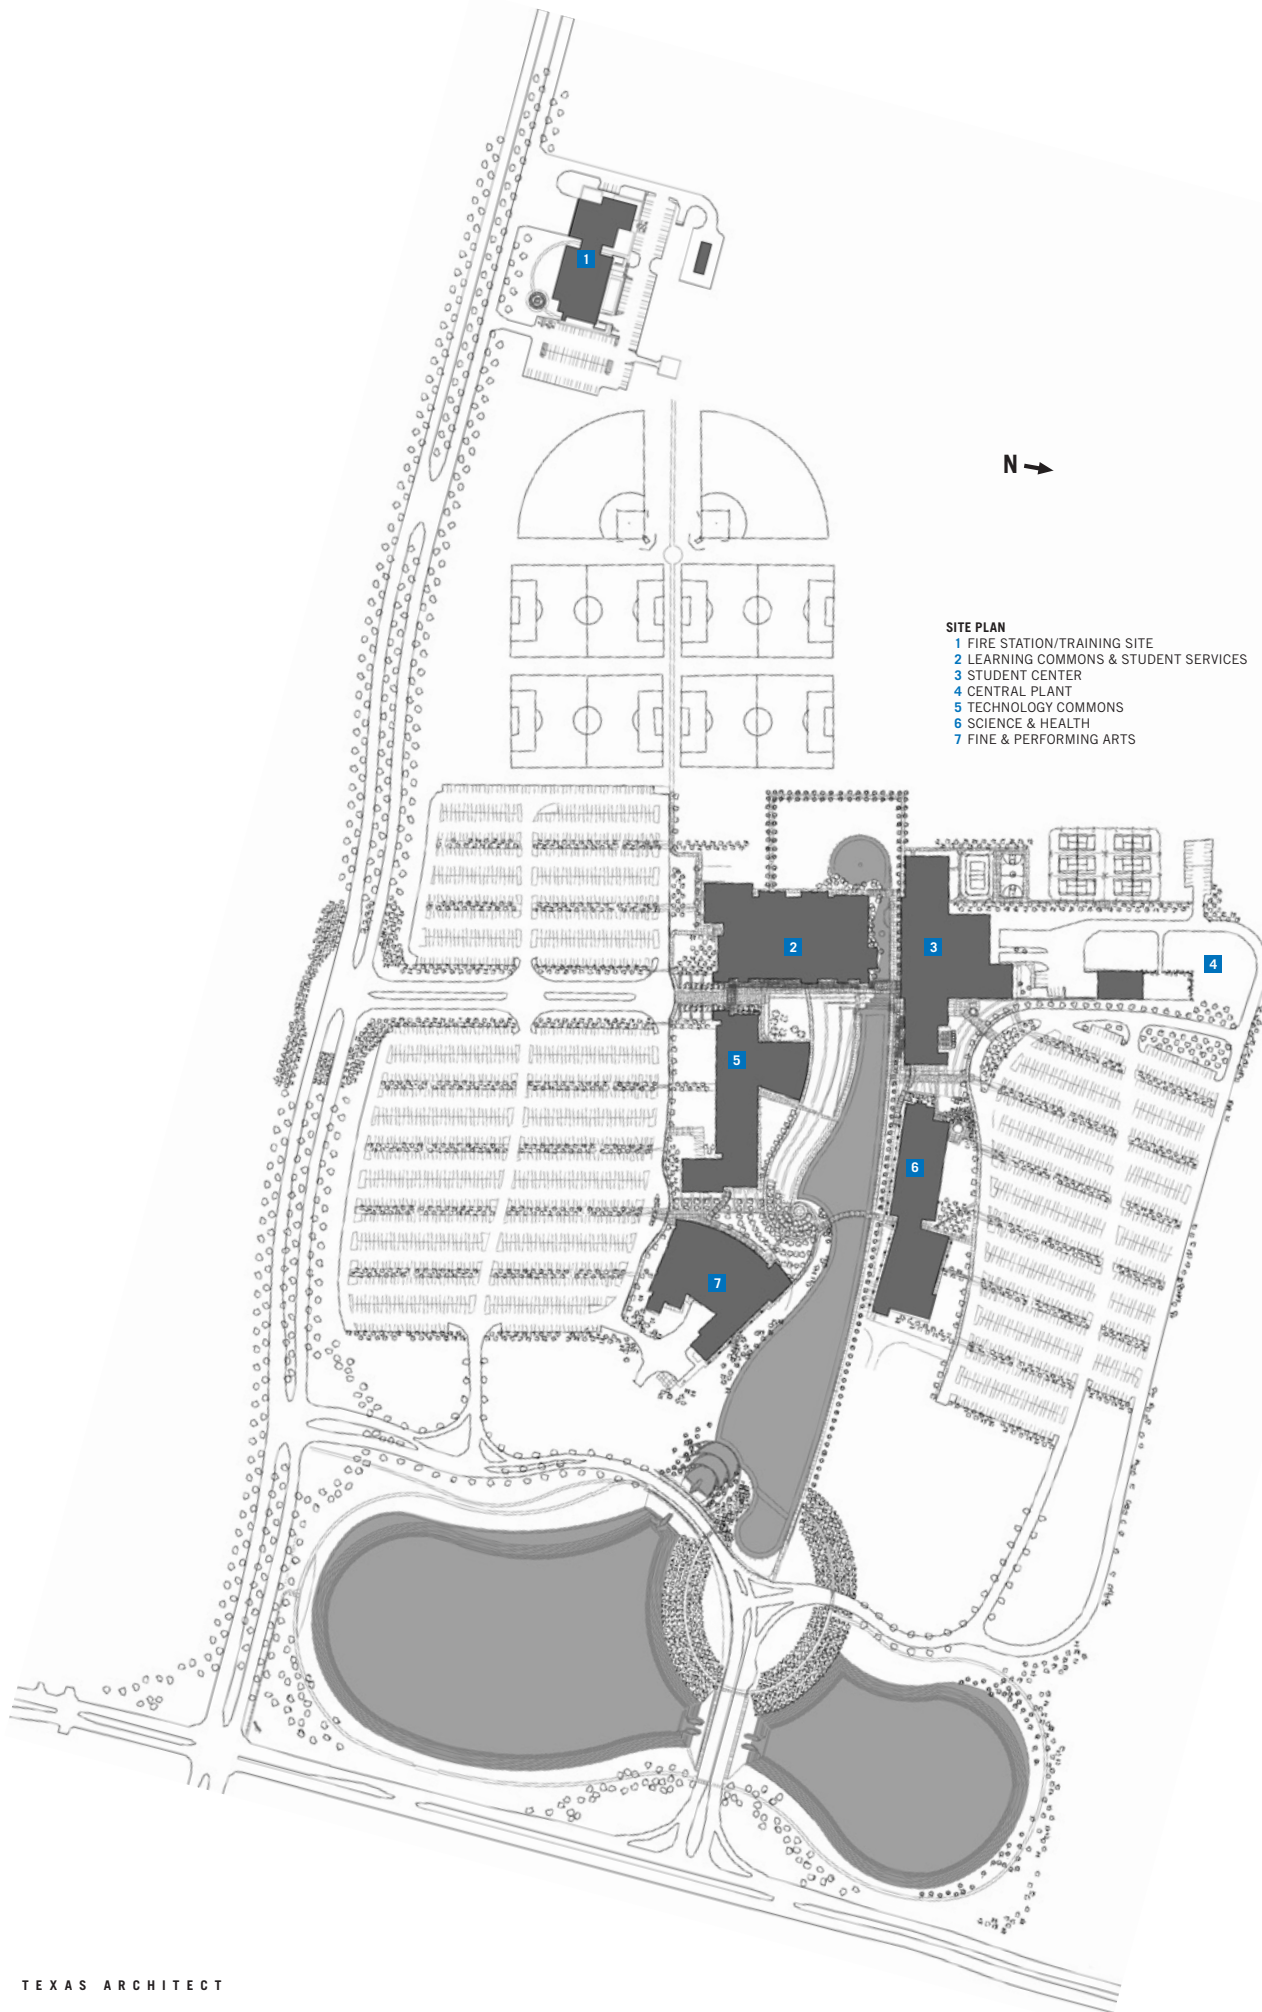 1
N
SITE PLAN
1 FIRE STATION/TRAINING SITE
2 LEARNING COMMONS & STUDENT SERVICES
3 STUDENT CENTER
4 CENTRAL PLANT
5 TECHNOLOGY COMMONS
6 SCIENCE & HEALTH
7 FINE & PERFORMING ARTS
2
3
4
5
6
7
TEXAS ARCHITECT